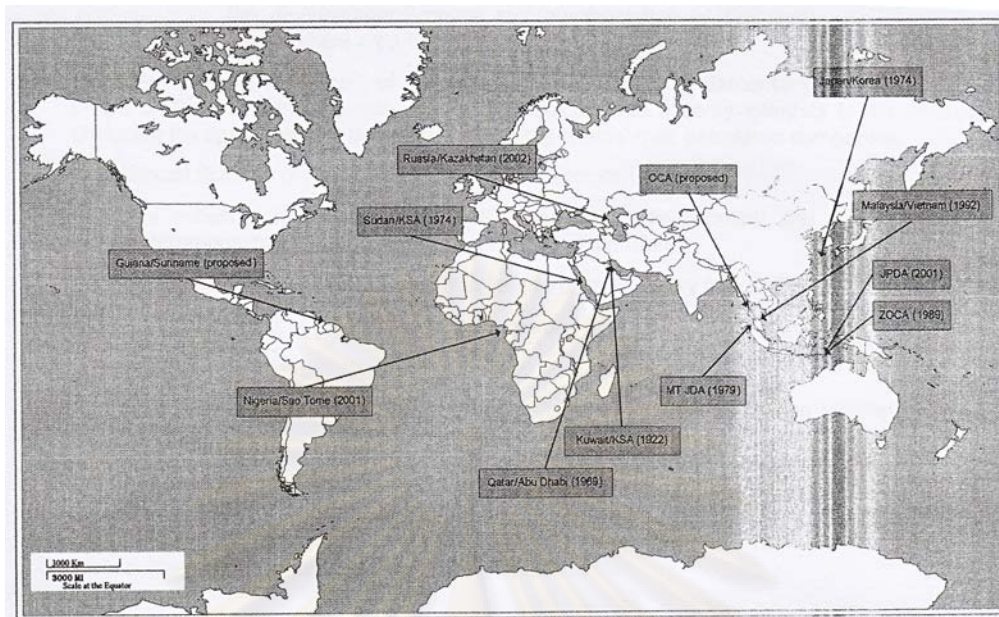 Japan/Korea (1974)
Russia/Kazakhstan (2002)
OCA (proposed)
Malaysia/Vietnam (1992)
Sudan/KSA (1974)
Guiana/Suriname (proposed)
JPDA (2001)
ZOCA (1989)
MT JDA (1979)
Nigeria/Sao Tome (2001)
Kuwait/KSA (1922)
Qatar/Abu Dhabi (1969)
1000 Km
3000 Mi
Scale at the Equator